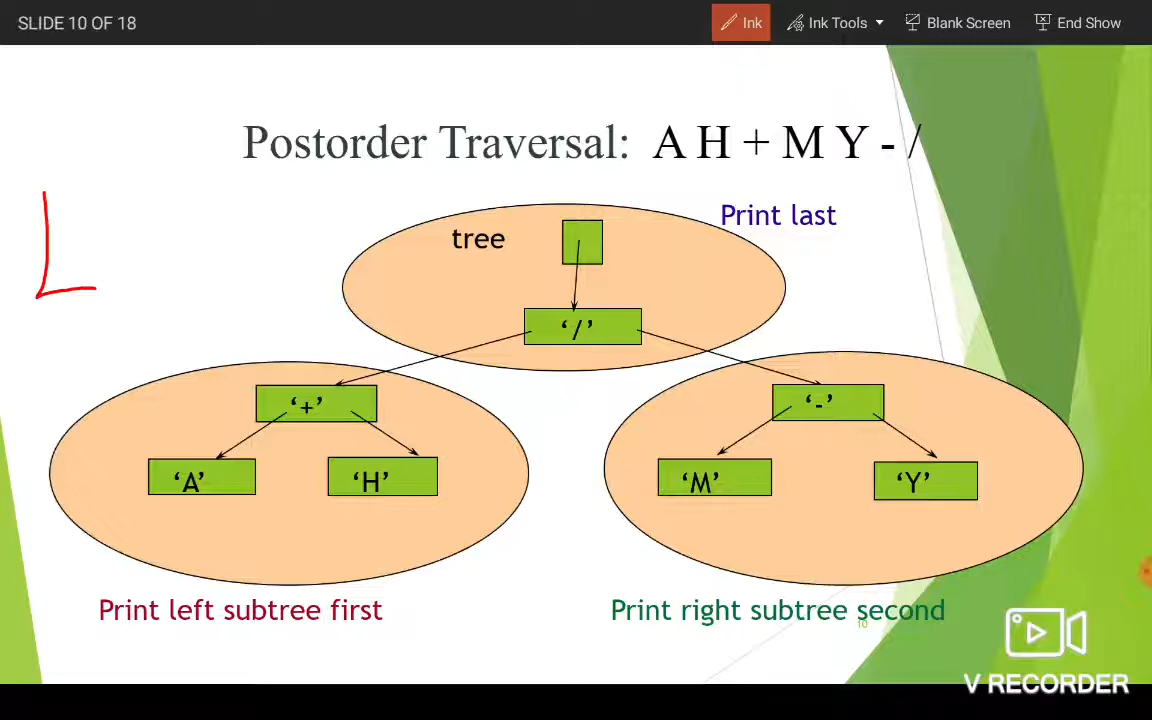 SLIDE 10 OF 18 Ink Ink Tools Blank Screen End Show
Postorder Traversal: A H + M Y - /
L
Print last
tree
‘/’
‘+’ ‘-’
‘A’ ‘H’ ‘M’ ‘Y’
Print left subtree first Print right subtree second
10
V RECORDER